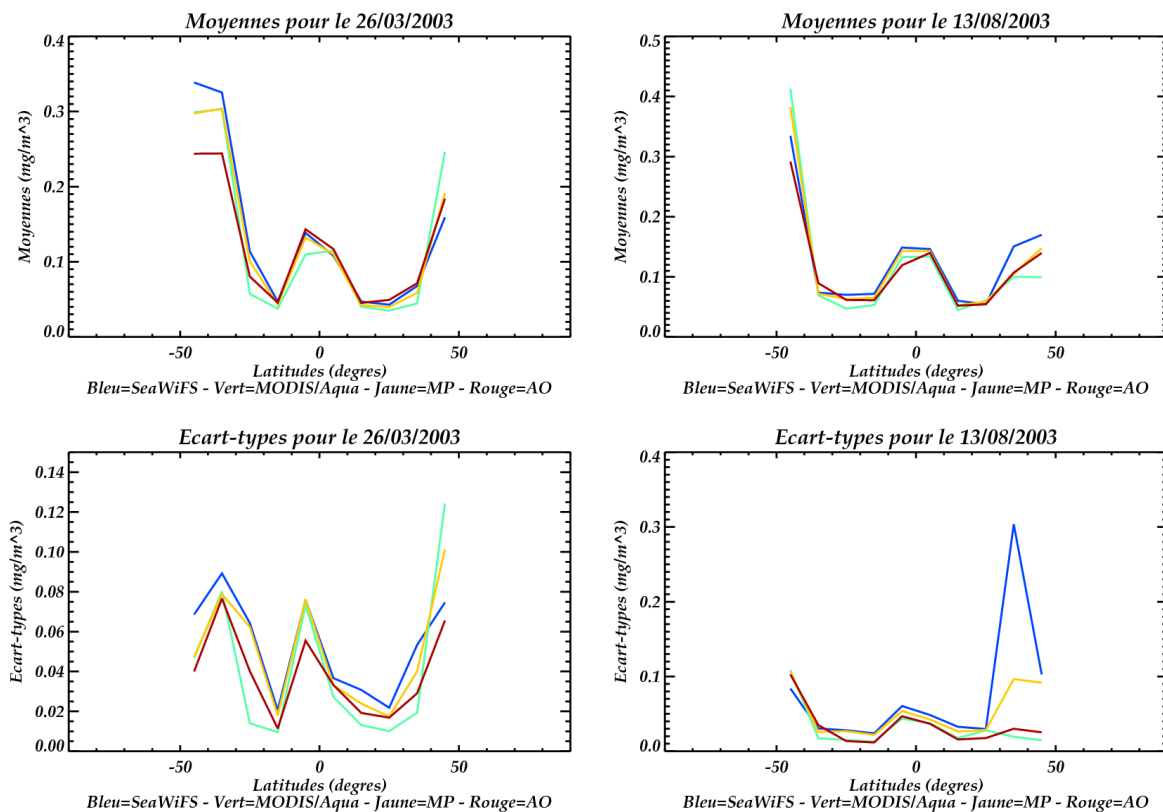 Moyennes pour le 26/03/2003
0.4
0.3
0.2
0.1
0.0
Moyennes (mg/m^3)
-50 0 50
Latitudes (degres)
Bleu=SeaWiFS - Vert=MODIS/Aqua - Jaune=MP - Rouge=AO
Moyennes pour le 13/08/2003
0.5
0.4
0.3
0.2
0.1
0.0
Moyennes (mg/m^3)
-50 0 50
Latitudes (degres)
Bleu=SeaWiFS - Vert=MODIS/Aqua - Jaune=MP - Rouge=AO
Ecart-types pour le 26/03/2003
0.14
0.12
0.10
0.08
0.06
0.04
0.02
0.00
Ecart-types (mg/m^3)
-50 0 50
Latitudes (degres)
Bleu=SeaWiFS - Vert=MODIS/Aqua - Jaune=MP - Rouge=AO
Ecart-types pour le 13/08/2003
0.4
0.3
0.2
0.1
0.0
Ecart-types (mg/m^3)
-50 0 50
Latitudes (degres)
Bleu=SeaWiFS - Vert=MODIS/Aqua - Jaune=MP - Rouge=AO